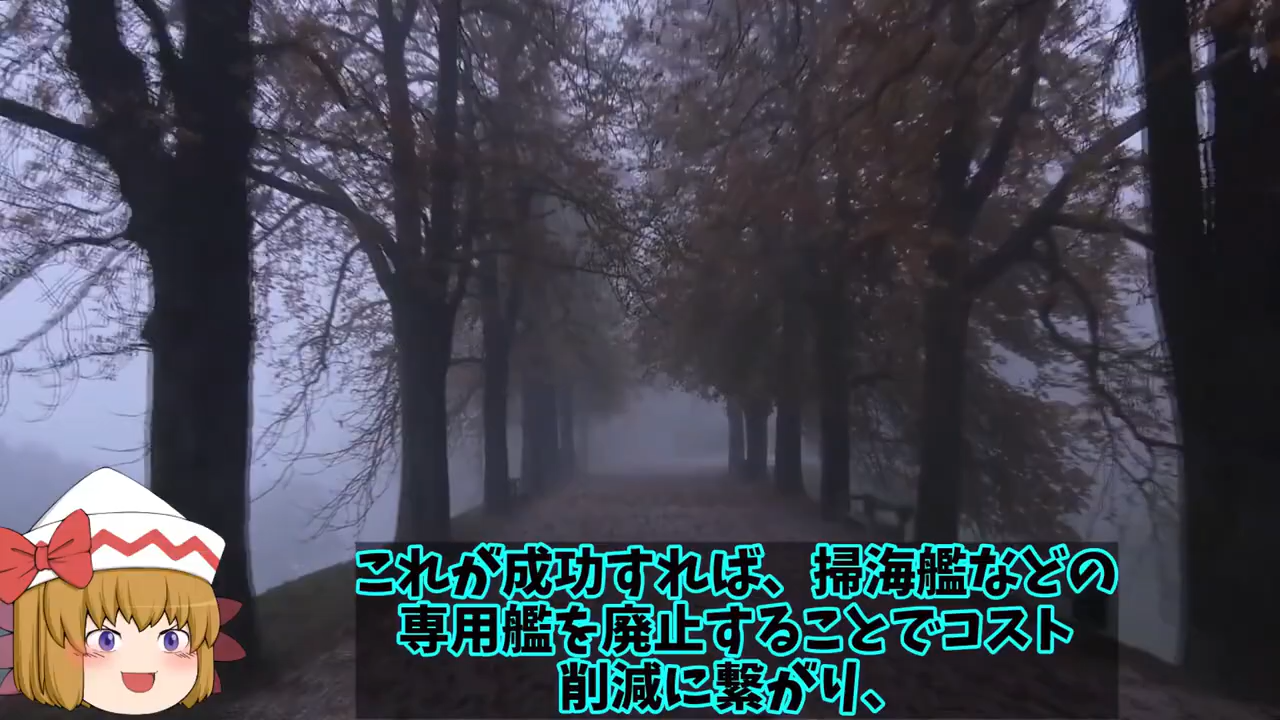 これが成功すれば、掃海艦などの
専用艦を廃止することでコスト
削減に繋がり、